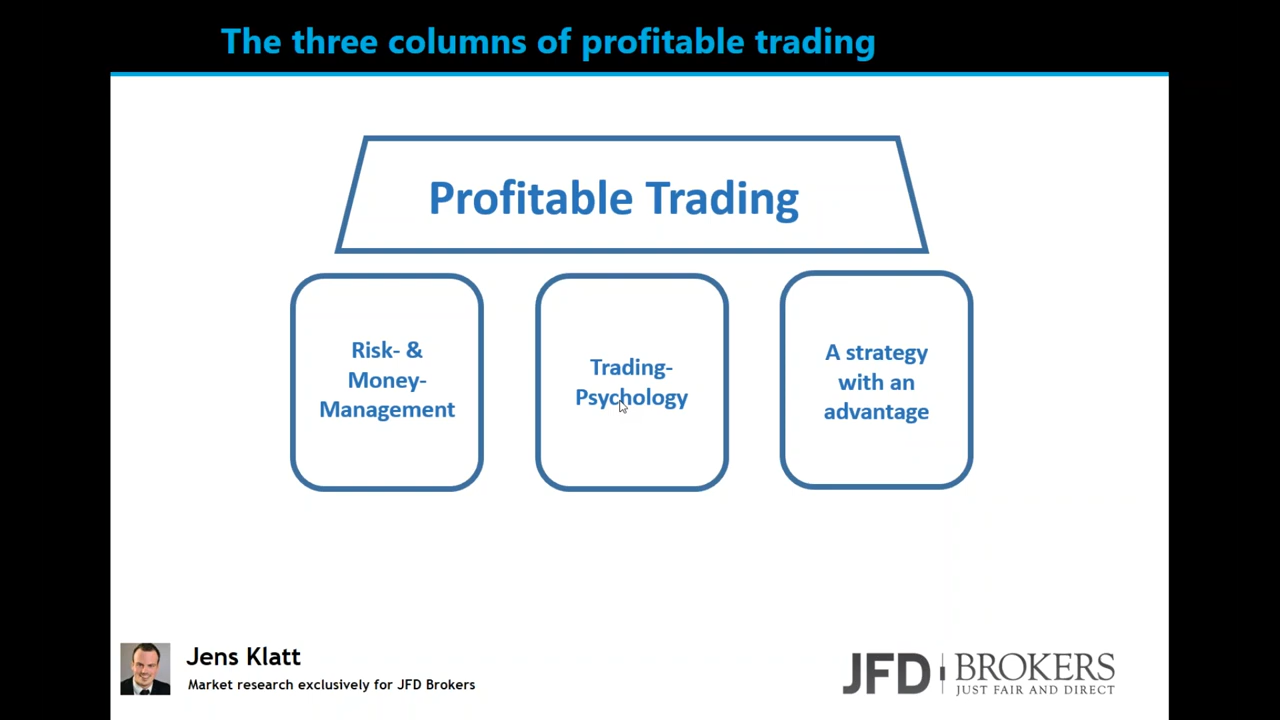 The three columns of profitable trading
Profitable Trading
Risk- &
Money-
Management
Trading-
Psychology
A strategy
with an
advantage
Jens Klatt
Market research exclusively for JFD Brokers
JFD BROKERS
JUST FAIR AND DIRECT